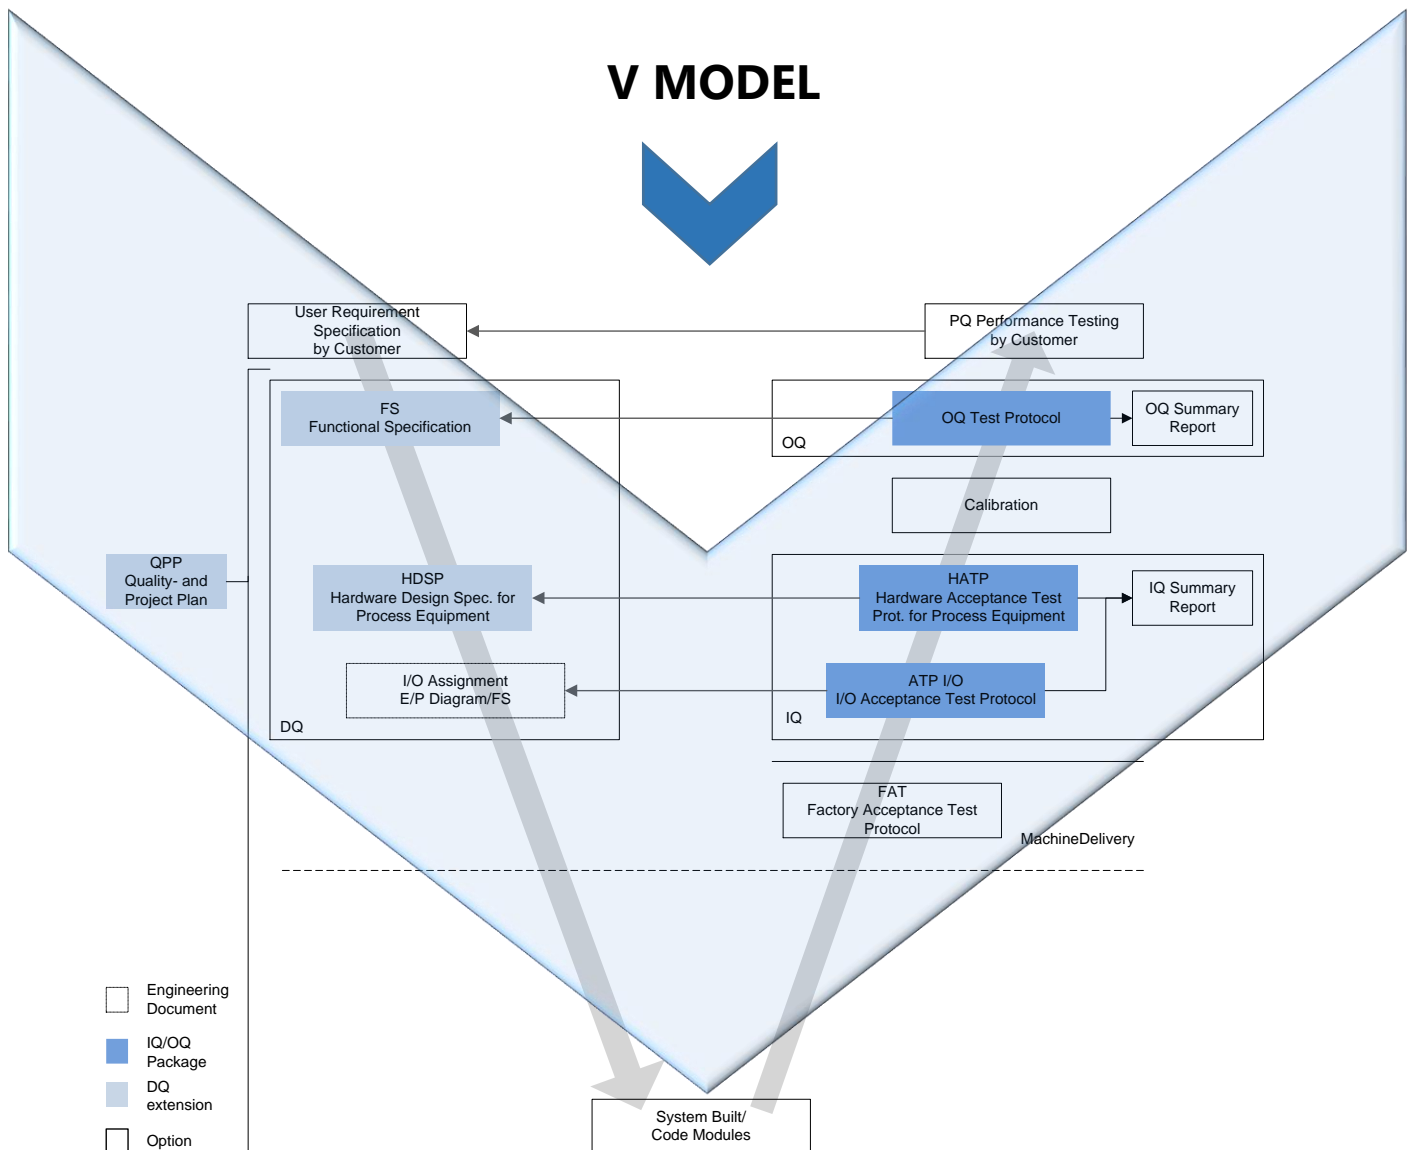 V MODEL
User Requirement
Specification
by Customer
PQ Performance Testing
by Customer
FS
Functional Specification
OQ Test Protocol
OQ Summary
Report
OQ
Calibration
QPP
Quality- and
Project Plan
HDSP
Hardware Design Spec. for
Process Equipment
HATP
Hardware Acceptance Test
Prot. for Process Equipment
IQ Summary
Report
I/O Assignment
E/P Diagram/FS
ATP I/O
I/O Acceptance Test Protocol
DQ
IQ
FAT
Factory Acceptance Test
Protocol
MachineDelivery
Engineering
Document
IQ/OQ
Package
DQ
extension
Option
System Built/
Code Modules